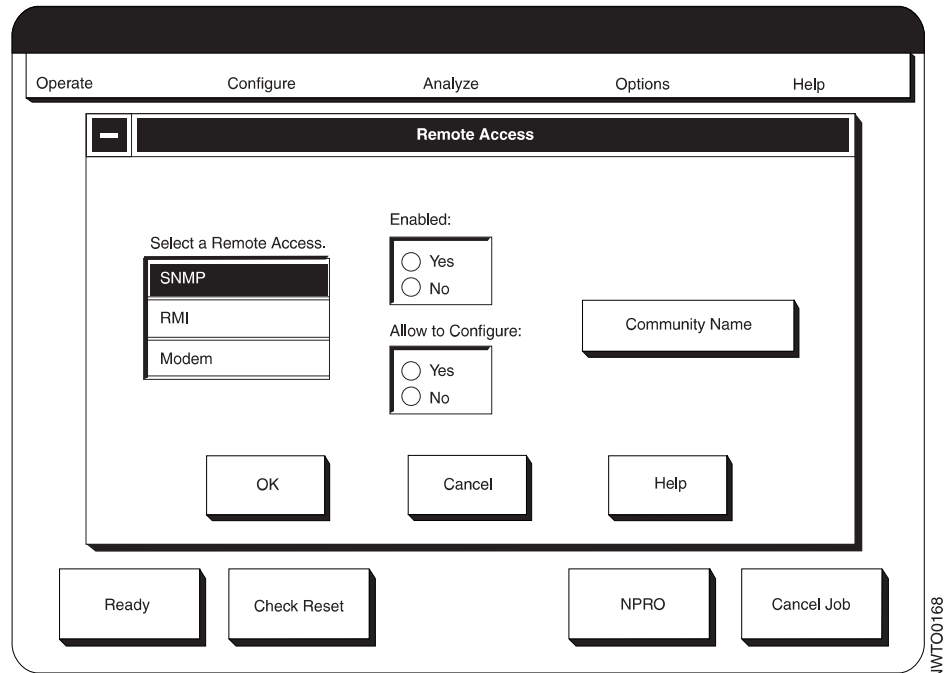 Operate Configure Analyze Options Help
Remote Access
Select a Remote Access.
SNMP
RMI
Modem
Enabled:
Yes
No
Allow to Configure:
Yes
No
Community Name
OK Cancel Help
Ready Check Reset NPRO Cancel Job